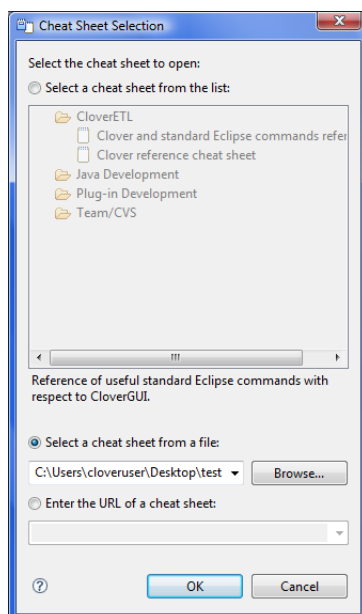 Cheat Sheet Selection
Select the cheat sheet to open:
Select a cheat sheet from the list:
CloverETL
Clover and standard Eclipse commands refer
Clover reference cheat sheet
Java Development
Plug-in Development
Team/CVS
Reference of useful standard Eclipse commands with
respect to CloverGUI.
Select a cheat sheet from a file:
C:\Users\cloveruser\Desktop\test Browse...
Enter the URL of a cheat sheet:
? OK Cancel